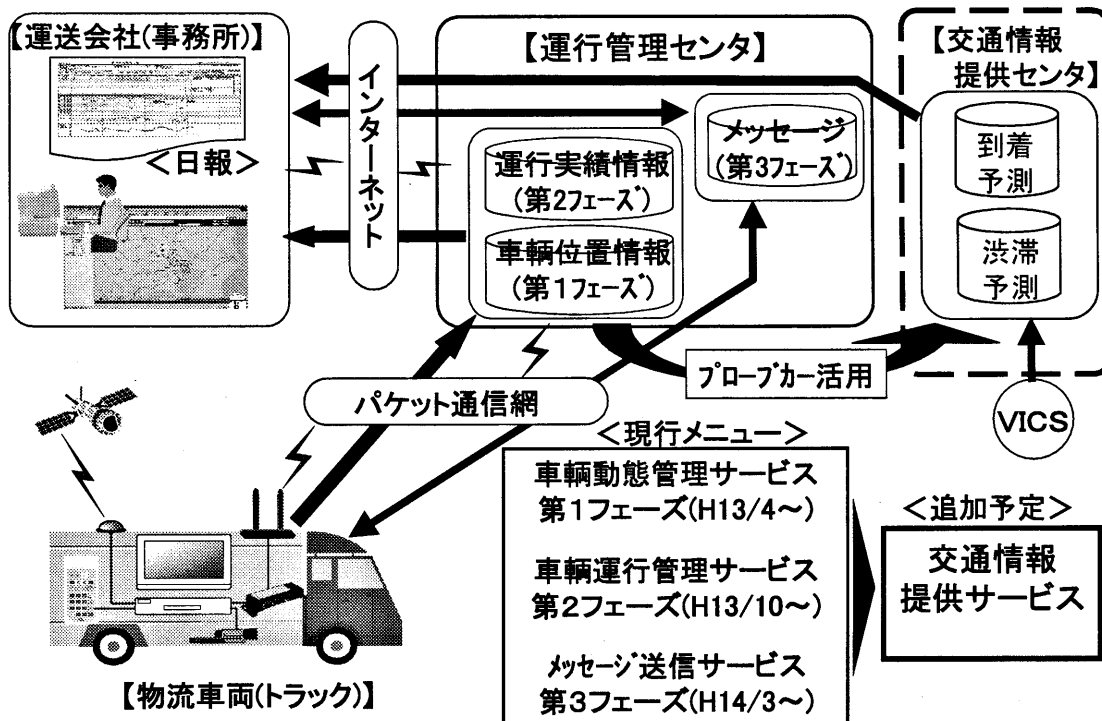 【運送会社(事務所)】
＜日報＞
インターネット
【運行管理センタ】
メッセージ
(第3フェーズ)
運行実績情報
(第2フェーズ)
車輌位置情報
(第1フェーズ)
【交通情報
提供センタ】
到着
予測
渋滞
予測
プローブカー活用
VICS
パケット通信網
＜現行メニュー＞
車輌動態管理サービス
第1フェーズ(H13/4～)
車輌運行管理サービス
第2フェーズ(H13/10～)
メッセージ送信サービス
第3フェーズ(H14/3～)
＜追加予定＞
交通情報
提供サービス
【物流車両(トラック)】